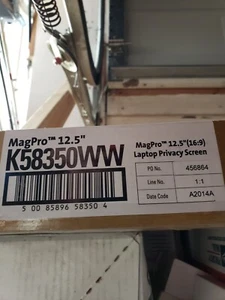 MagPro™ 12.5"
K58350WW
5 00 85896 58350 4
MagPro™ 12.5"(16:9)
Laptop Privacy Screen
PO No. 456864
Line No. 1:1
Date Code A2014A